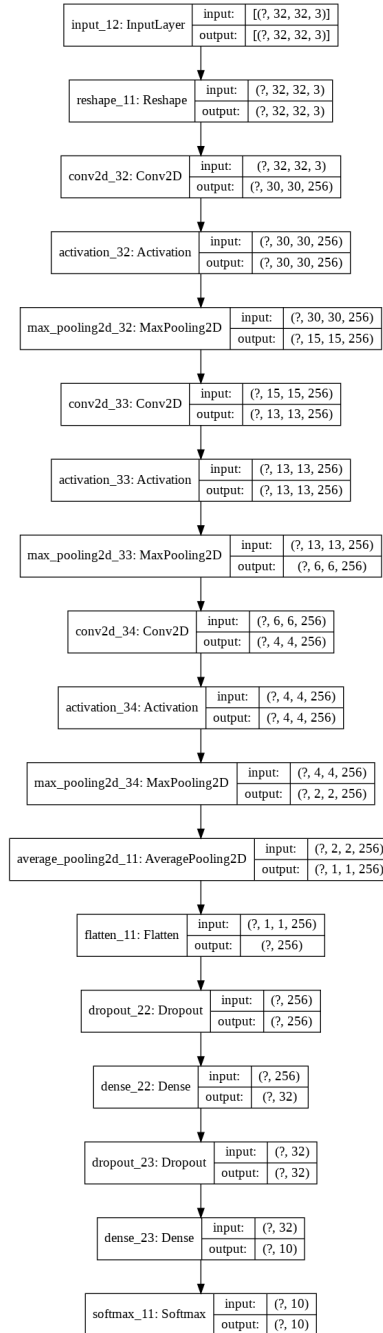 input_12: InputLayer
input: [(?, 32, 32, 3)]
output: [(?, 32, 32, 3)]
reshape_11: Reshape
input: (?, 32, 32, 3)
output: (?, 32, 32, 3)
conv2d_32: Conv2D
input: (?, 32, 32, 3)
output: (?, 30, 30, 256)
activation_32: Activation
input: (?, 30, 30, 256)
output: (?, 30, 30, 256)
max_pooling2d_32: MaxPooling2D
input: (?, 30, 30, 256)
output: (?, 15, 15, 256)
conv2d_33: Conv2D
input: (?, 15, 15, 256)
output: (?, 13, 13, 256)
activation_33: Activation
input: (?, 13, 13, 256)
output: (?, 13, 13, 256)
max_pooling2d_33: MaxPooling2D
input: (?, 13, 13, 256)
output: (?, 6, 6, 256)
conv2d_34: Conv2D
input: (?, 6, 6, 256)
output: (?, 4, 4, 256)
activation_34: Activation
input: (?, 4, 4, 256)
output: (?, 4, 4, 256)
max_pooling2d_34: MaxPooling2D
input: (?, 4, 4, 256)
output: (?, 2, 2, 256)
average_pooling2d_11: AveragePooling2D
input: (?, 2, 2, 256)
output: (?, 1, 1, 256)
flatten_11: Flatten
input: (?, 1, 1, 256)
output: (?, 256)
dropout_22: Dropout
input: (?, 256)
output: (?, 256)
dense_22: Dense
input: (?, 256)
output: (?, 32)
dropout_23: Dropout
input: (?, 32)
output: (?, 32)
dense_23: Dense
input: (?, 32)
output: (?, 10)
softmax_11: Softmax
input: (?, 10)
output: (?, 10)